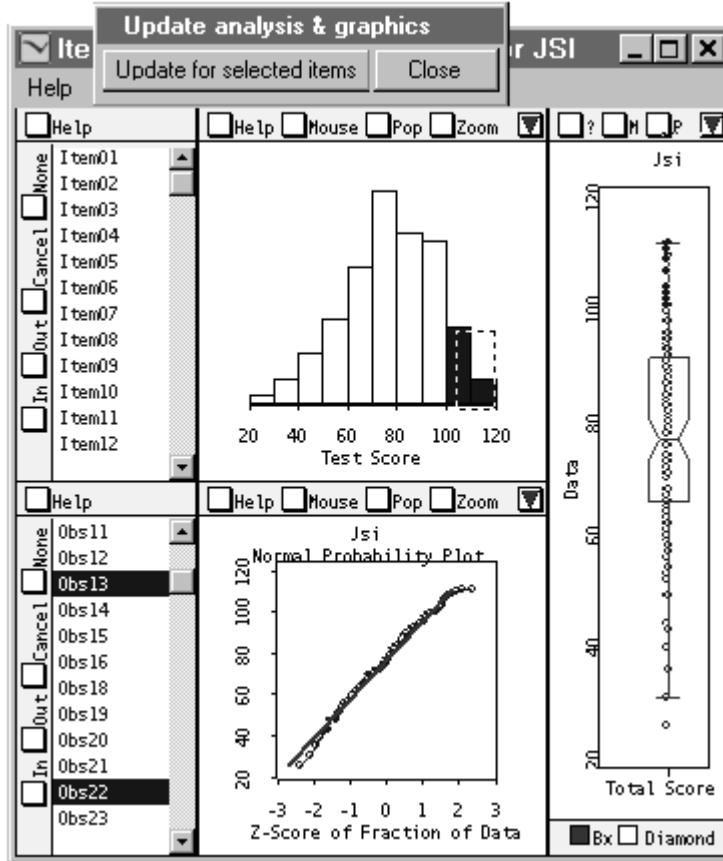 Update analysis & graphics
Update for selected items
Close
Ite
r JSI
Help
Help
None
Cancel
Out
In
Item01
Item02
Item03
Item04
Item05
Item06
Item07
Item08
Item09
Item10
Item11
Item12
Help Mouse Pop Zoom
20 40 60 80 100 120
Test Score
? M P
Jsi
120
100
80
60
40
20
Data
Total Score
Bx Diamond
Help
None
Cancel
Out
In
Obs11
Obs12
Obs13
Obs14
Obs15
Obs16
Obs18
Obs19
Obs20
Obs21
Obs22
Obs23
Help Mouse Pop Zoom
Jsi
Normal Probability Plot
120
100
80
60
40
20
-3 -2 -1 0 1 2 3
Z-Score of Fraction of Data